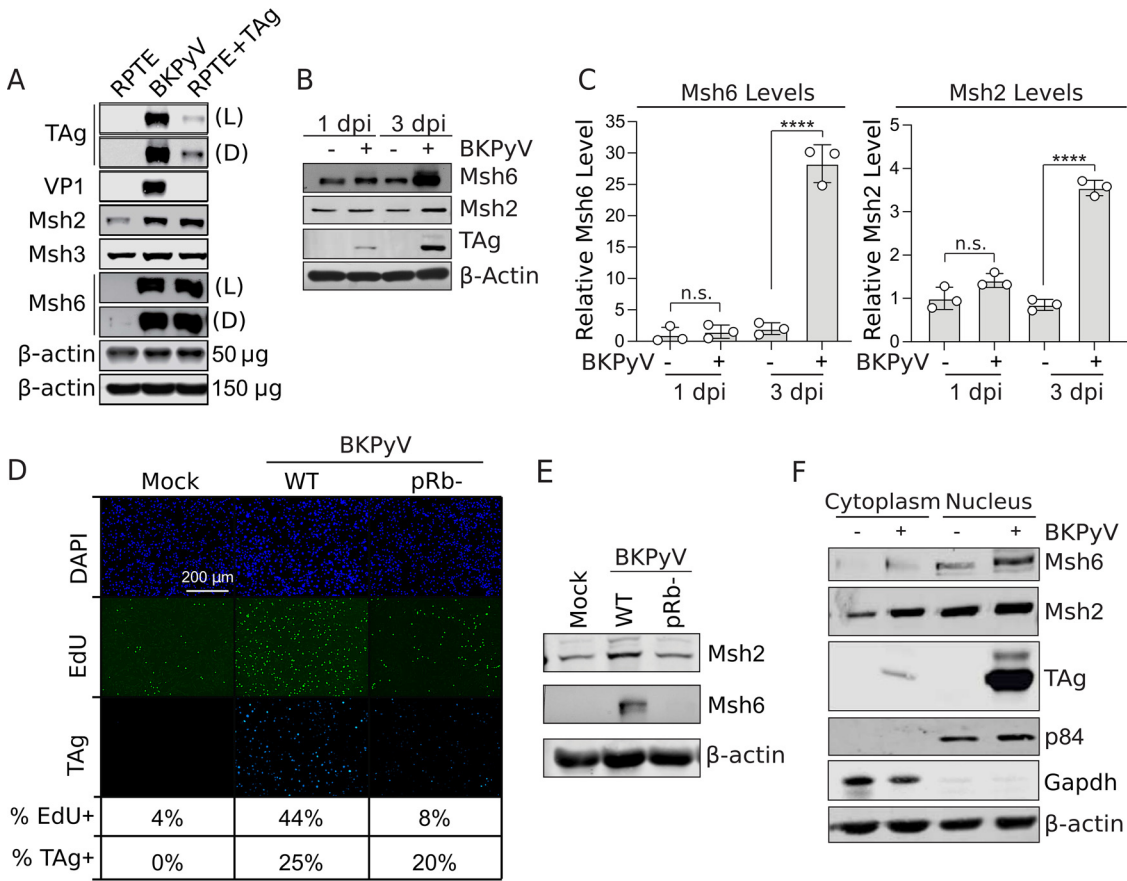 A
RPTE
BKPyV
RPTE+TAg
TAg
(L)
(D)
VP1
Msh2
Msh3
Msh6
(L)
(D)
β-actin
50 µg
β-actin
150 µg
B
1 dpi
3 dpi
- + - +
BKPyV
Msh6
Msh2
TAg
β-Actin
C
Msh6 Levels
Relative Msh6 Level
35
30
25
20
15
10
5
0
n.s.
****
BKPyV
- + - +
1 dpi
3 dpi
Msh2 Levels
Relative Msh2 Level
5
4
3
2
1
0
n.s.
****
BKPyV
- + - +
1 dpi
3 dpi
D
BKPyV
Mock
WT
pRb-
DAPI
200 µm
EdU
TAg
% EdU+ 4% 44% 8%
% TAg+ 0% 25% 20%
E
BKPyV
Mock
WT
pRb-
Msh2
Msh6
β-actin
F
Cytoplasm
Nucleus
- + - +
BKPyV
Msh6
Msh2
TAg
p84
Gapdh
β-actin